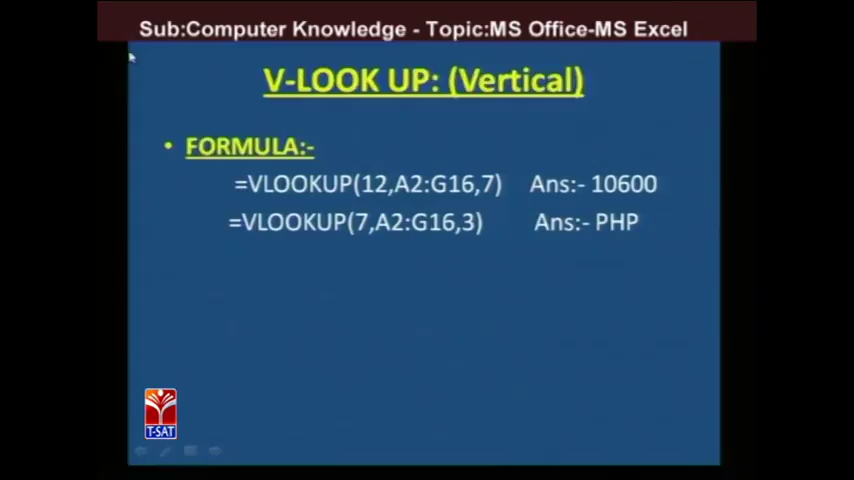 Sub:Computer Knowledge - Topic:MS Office-MS Excel
V-LOOK UP: (Vertical)
• FORMULA:-
=VLOOKUP(12,A2:G16,7) Ans:- 10600
=VLOOKUP(7,A2:G16,3) Ans:- PHP
T-SAT